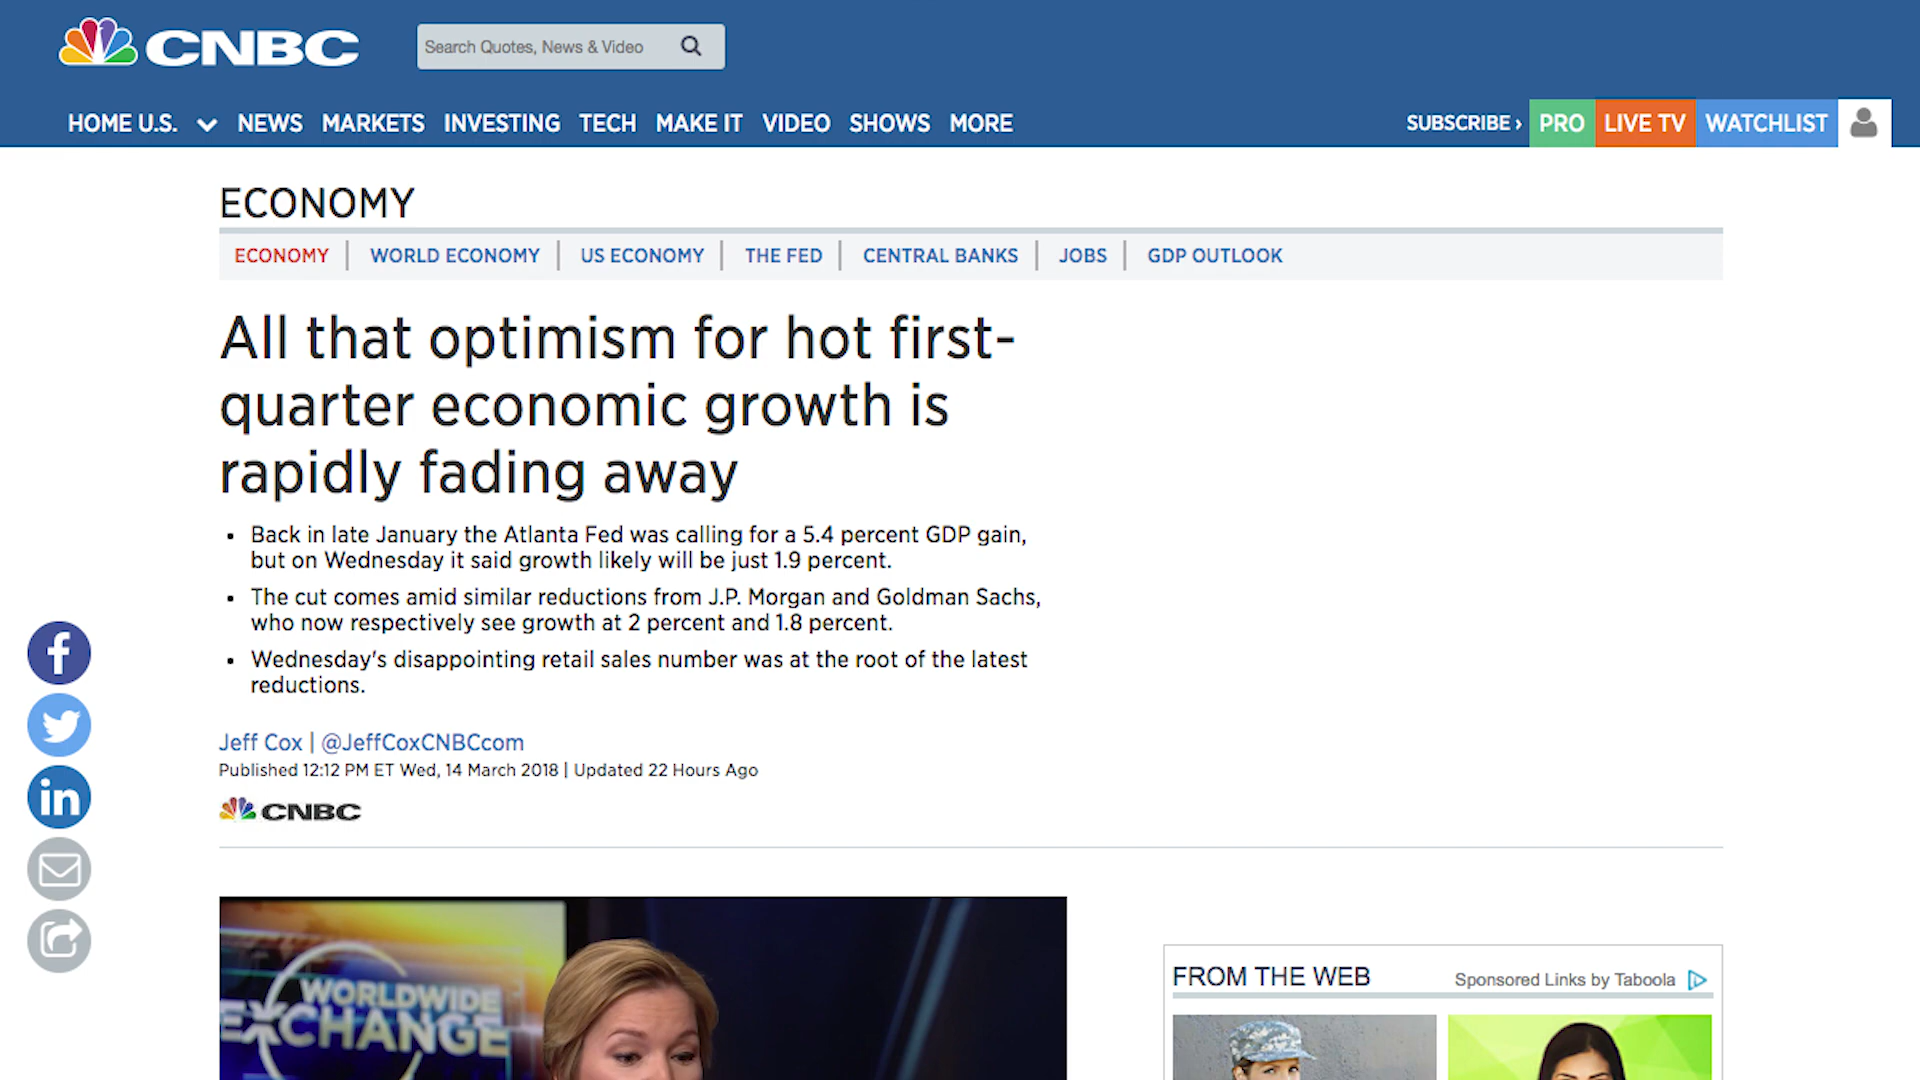 CNBC
Search Quotes, News & Video
HOME U.S. NEWS MARKETS INVESTING TECH MAKE IT VIDEO SHOWS MORE
SUBSCRIBE › PRO LIVE TV WATCHLIST
ECONOMY
ECONOMY | WORLD ECONOMY | US ECONOMY | THE FED | CENTRAL BANKS | JOBS | GDP OUTLOOK
All that optimism for hot first-
quarter economic growth is
rapidly fading away
• Back in late January the Atlanta Fed was calling for a 5.4 percent GDP gain,
but on Wednesday it said growth likely will be just 1.9 percent.
• The cut comes amid similar reductions from J.P. Morgan and Goldman Sachs,
who now respectively see growth at 2 percent and 1.8 percent.
• Wednesday's disappointing retail sales number was at the root of the latest
reductions.
Jeff Cox | @JeffCoxCNBCcom
Published 12:12 PM ET Wed, 14 March 2018 | Updated 22 Hours Ago
CNBC
WORLDWIDE
EXCHANGE
FROM THE WEB
Sponsored Links by Taboola